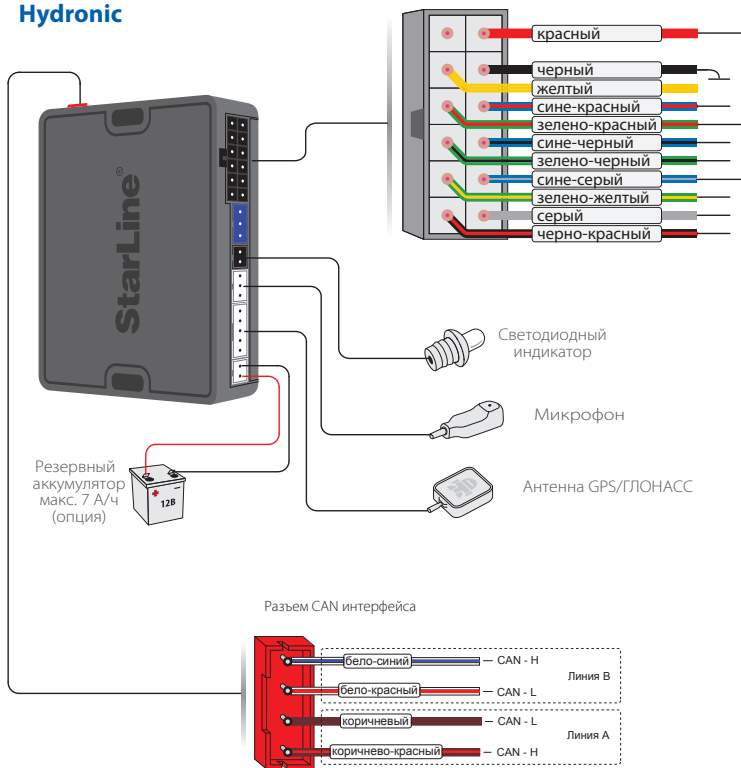 Hydronic
красный
черный
желтый
сине-красный
зелено-красный
сине-черный
зелено-черный
сине-серый
зелено-желтый
серый
черно-красный
StarLine®
Светодиодный
индикатор
Микрофон
Антенна GPS/ГЛОНАСС
Резервный
аккумулятор
макс. 7 А/ч
(опция)
12В
Разъем CAN интерфейса
бело-синий
CAN - H
бело-красный
CAN - L
Линия B
коричневый
CAN - L
коричнево-красный
CAN - H
Линия A